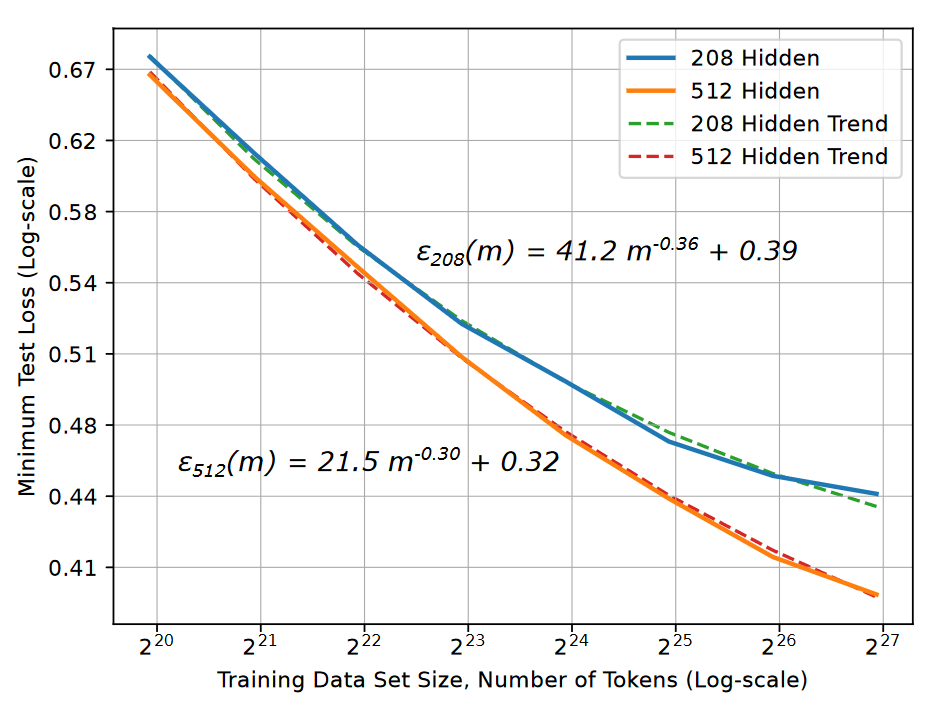 Minimum Test Loss (Log-scale)
0.67
0.62
0.58
0.54
0.51
0.48
0.44
0.41
208 Hidden
512 Hidden
208 Hidden Trend
512 Hidden Trend
ε₂₀₈(m) = 41.2 m⁻⁰·³⁶ + 0.39
ε₅₁₂(m) = 21.5 m⁻⁰·³⁰ + 0.32
2²⁰ 2²¹ 2²² 2²³ 2²⁴ 2²⁵ 2²⁶ 2²⁷
Training Data Set Size, Number of Tokens (Log-scale)